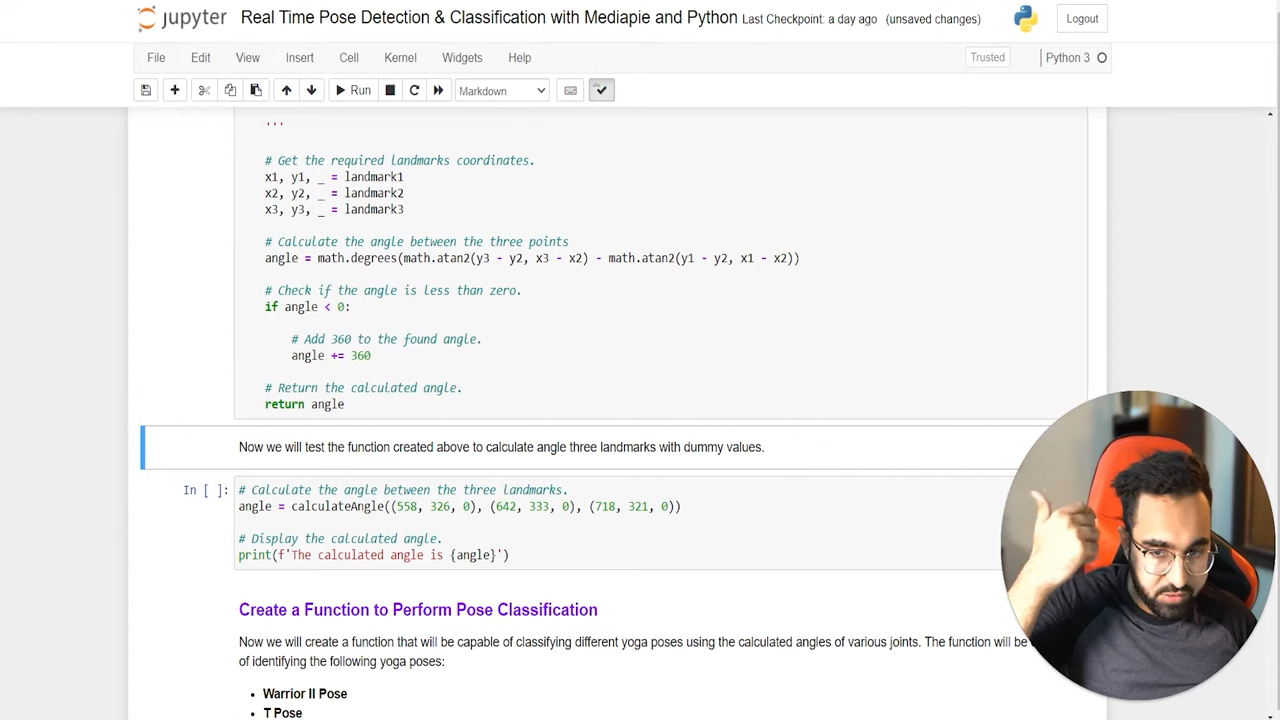 jupyter Real Time Pose Detection & Classification with Mediapie and Python Last Checkpoint: a day ago (unsaved changes) Logout
File Edit View Insert Cell Kernel Widgets Help Trusted Python 3
Run Markdown
'''
# Get the required landmarks coordinates.
x1, y1, _ = landmark1
x2, y2, _ = landmark2
x3, y3, _ = landmark3
# Calculate the angle between the three points
angle = math.degrees(math.atan2(y3 - y2, x3 - x2) - math.atan2(y1 - y2, x1 - x2))
# Check if the angle is less than zero.
if angle < 0:
# Add 360 to the found angle.
angle += 360
# Return the calculated angle.
return angle
Now we will test the function created above to calculate angle three landmarks with dummy values.
In [ ]: # Calculate the angle between the three landmarks.
angle = calculateAngle((558, 326, 0), (642, 333, 0), (718, 321, 0))
# Display the calculated angle.
print(f'The calculated angle is {angle}')
Create a Function to Perform Pose Classification
Now we will create a function that will be capable of classifying different yoga poses using the calculated angles of various joints. The function will be
of identifying the following yoga poses:
• Warrior II Pose
• T Pose